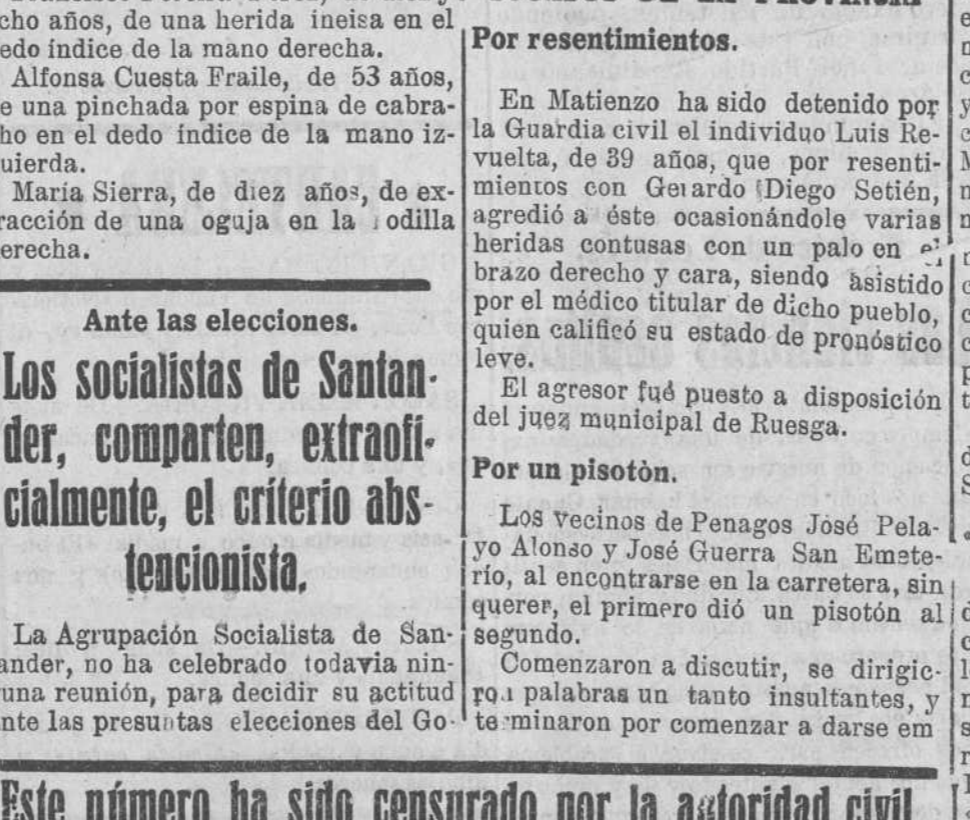 cho años, de una herida ineisa en el
edo índice de la mano derecha.
Alfonsa Cuesta Fraile, de 53 años,
e una pinchada por espina de cabra-
ho en el dedo índice de la mano iz-
uierda.
María Sierra, de diez años, de ex-
racción de una oguja en la odilla
erecha.
Ante las elecciones.
Los socialistas de Santan-
der, comparten, extraofi-
cialmente, el criterio abs-
tencionista.
La Agrupación Socialista de San-
ander, no ha celebrado todavia nin-
una reunión, para decidir su actitud
nte las presuntas elecciones del Go-
Por resentimientos.
En Matienzo ha sido detenido por
la Guardia civil el individuo Luis Re-
vuelta, de 39 años, que por resenti-
mientos con Gerardo Diego Setién,
agredió a éste ocasionándole varias
heridas contusas con un palo en el
brazo derecho y cara, siendo asistido
por el médico titular de dicho pueblo,
quien calificó su estado de pronóstico
leve.
El agresor fué puesto a disposición
del juez municipal de Ruesga.
Por un pisotòn.
Los vecinos de Penagos José Pela-
yo Alonso y José Guerra San Emete-
río, al encontrarse en la carretera, sin
querer, el primero dió un pisotón al
segundo.
Comenzaron a discutir, se dirigie-
ron palabras un tanto insultantes, y
terminaron por comenzar a darse em
Este número ha sido censurado por la autoridad civil